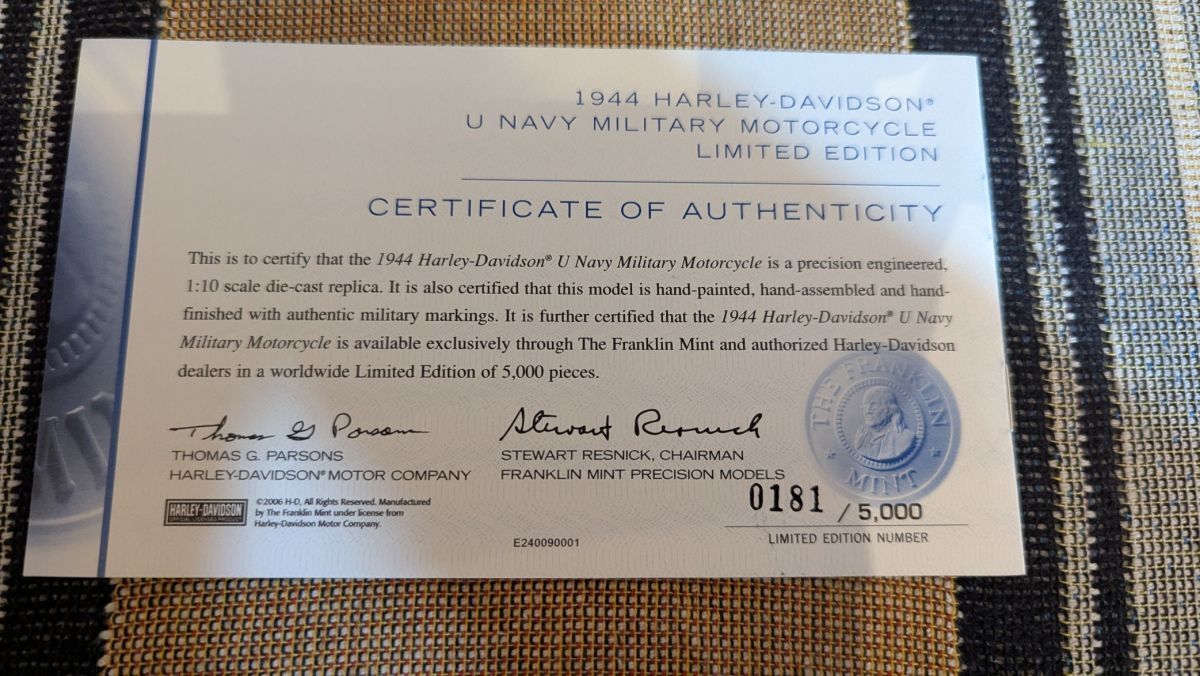 1944 HARLEY-DAVIDSON®
U NAVY MILITARY MOTORCYCLE
LIMITED EDITION
CERTIFICATE OF AUTHENTICITY
This is to certify that the 1944 Harley-Davidson® U Navy Military Motorcycle is a precision engineered,
1:10 scale die-cast replica. It is also certified that this model is hand-painted, hand-assembled and hand-
finished with authentic military markings. It is further certified that the 1944 Harley-Davidson® U Navy
Military Motorcycle is available exclusively through The Franklin Mint and authorized Harley-Davidson
dealers in a worldwide Limited Edition of 5,000 pieces.
THE FRANKLIN
MINT
Thomas G Parsons
THOMAS G. PARSONS
HARLEY-DAVIDSON® MOTOR COMPANY
Stewart Resnick
STEWART RESNICK, CHAIRMAN
FRANKLIN MINT PRECISION MODELS
HARLEY-DAVIDSON
OFFICIAL LICENSED PRODUCT
©2006 H-D, All Rights Reserved. Manufactured
by The Franklin Mint under license from
Harley-Davidson Motor Company.
E240090001
0181 / 5,000
LIMITED EDITION NUMBER